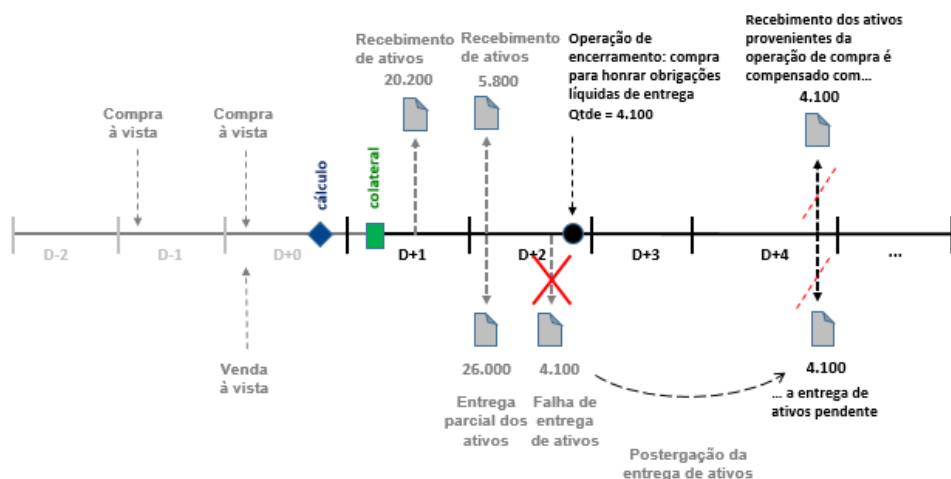 Recebimento
de ativos
20.200
Recebimento
de ativos
5.800
Operação de
encerramento: compra
para honrar obrigações
líquidas de entrega
Qtde = 4.100
Recebimento dos ativos
provenientes da
operação de compra é
compensado com...
4.100
Compra
à vista
Compra
à vista
cálculo
colateral
D-2
D-1
D+0
D+1
D+2
D+3
D+4
...
Venda
à vista
26.000
Entrega
parcial dos
ativos
4.100
Falha de
entrega
de ativos
4.100
... a entrega de
ativos pendente
Postergação da
entrega de ativos